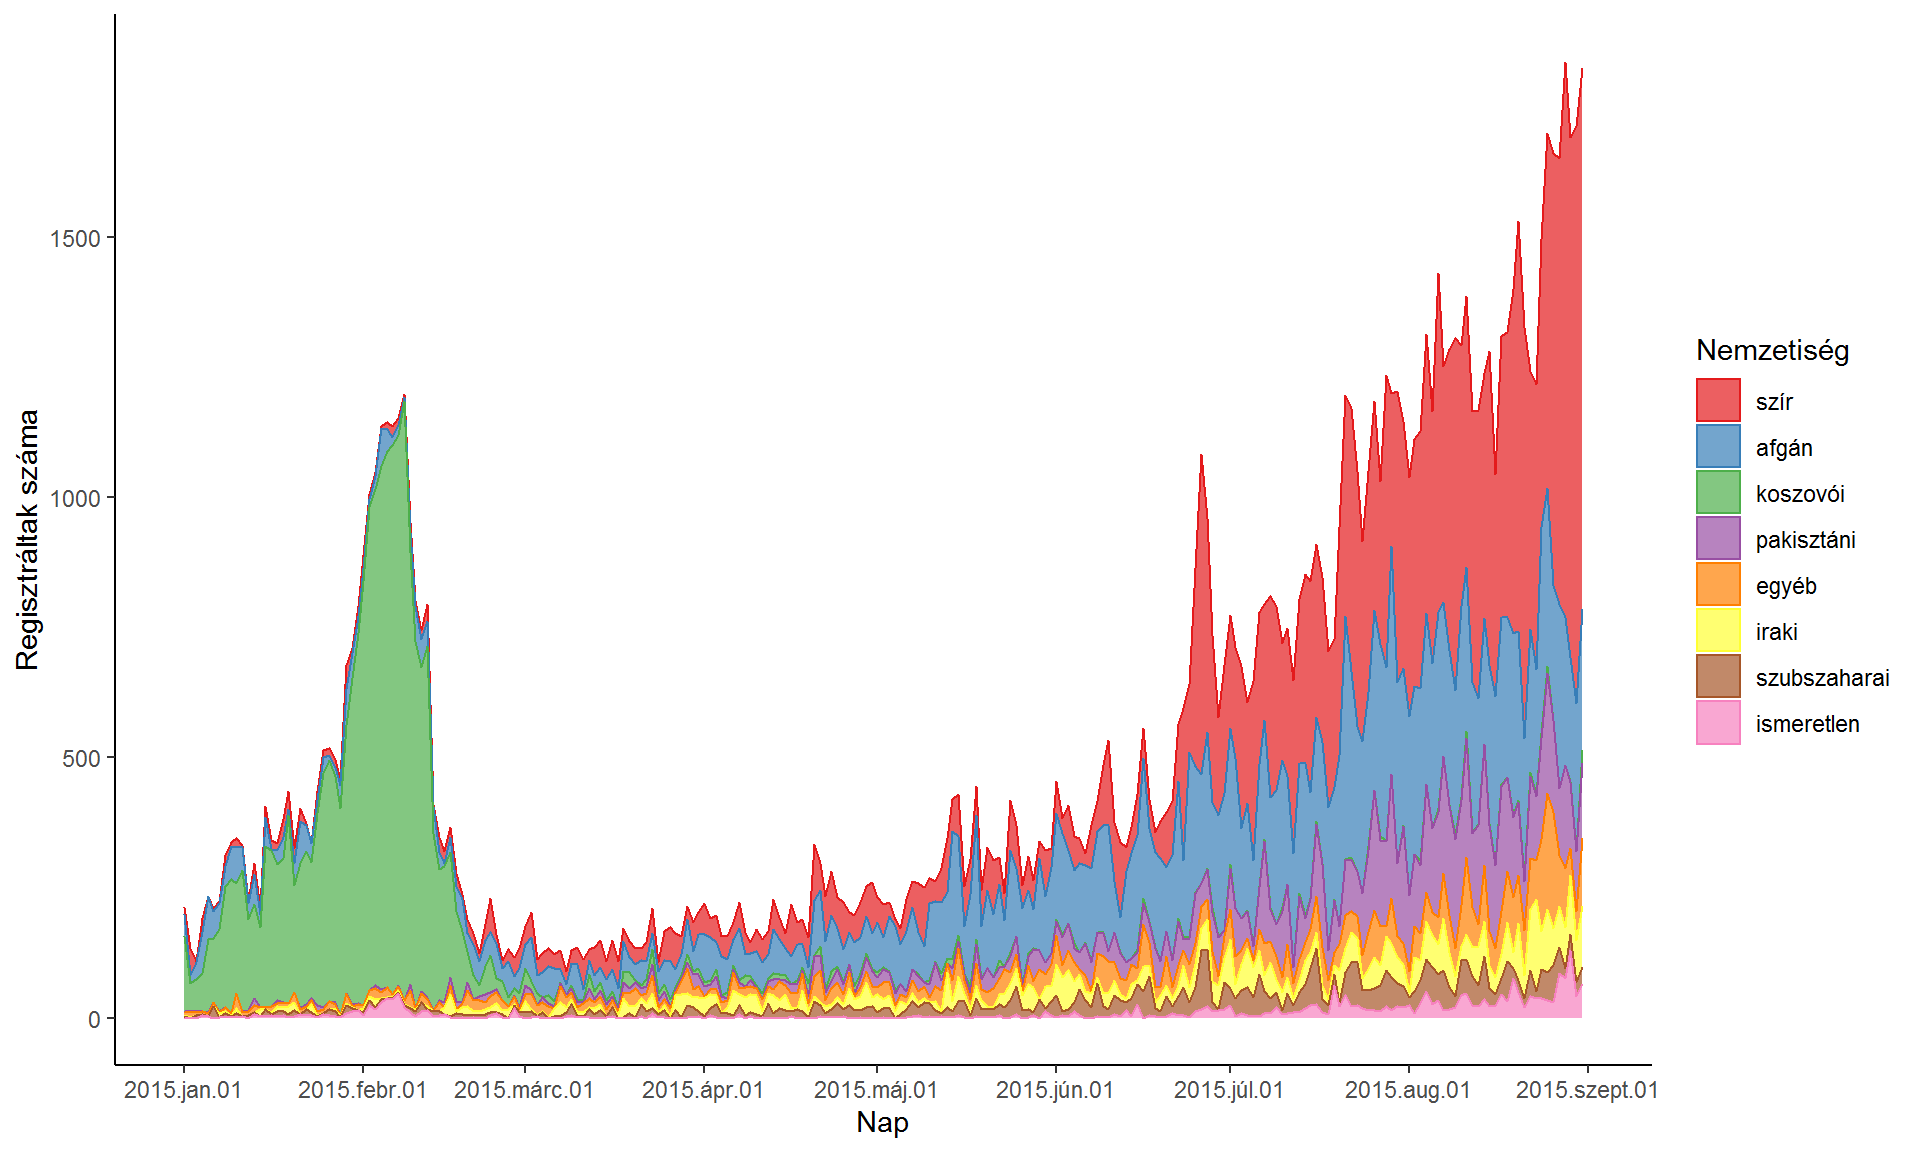 1500
1000
500
0
Regisztráltak száma
2015.jan.01
2015.febr.01
2015.márc.01
2015.ápr.01
2015.máj.01
2015.jún.01
2015.júl.01
2015.aug.01
2015.szept.01
Nap
Nemzetiség
szír
afgán
koszovói
pakisztáni
egyéb
iraki
szubszaharai
ismeretlen